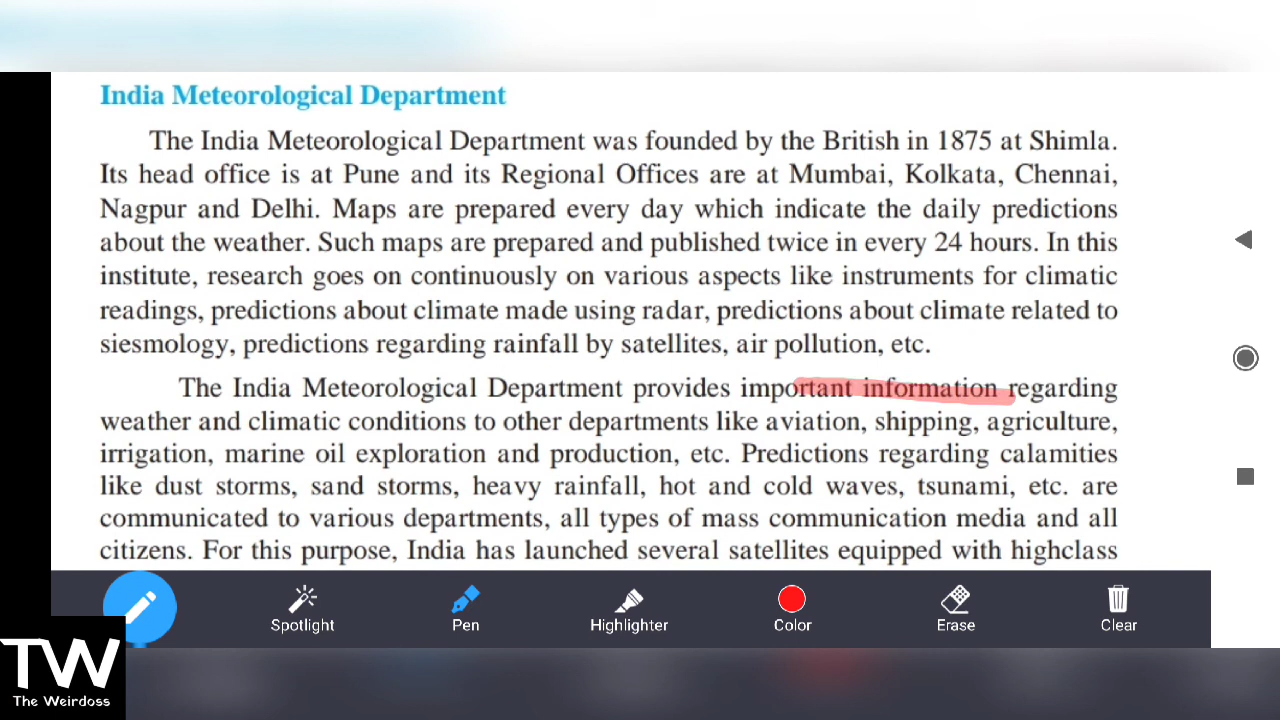 India Meteorological Department
The India Meteorological Department was founded by the British in 1875 at Shimla.
Its head office is at Pune and its Regional Offices are at Mumbai, Kolkata, Chennai,
Nagpur and Delhi. Maps are prepared every day which indicate the daily predictions
about the weather. Such maps are prepared and published twice in every 24 hours. In this
institute, research goes on continuously on various aspects like instruments for climatic
readings, predictions about climate made using radar, predictions about climate related to
siesmology, predictions regarding rainfall by satellites, air pollution, etc.
The India Meteorological Department provides important information regarding
weather and climatic conditions to other departments like aviation, shipping, agriculture,
irrigation, marine oil exploration and production, etc. Predictions regarding calamities
like dust storms, sand storms, heavy rainfall, hot and cold waves, tsunami, etc. are
communicated to various departments, all types of mass communication media and all
citizens. For this purpose, India has launched several satellites equipped with highclass
Spotlight Pen Highlighter Color Erase Clear
TW
The Weirdoss